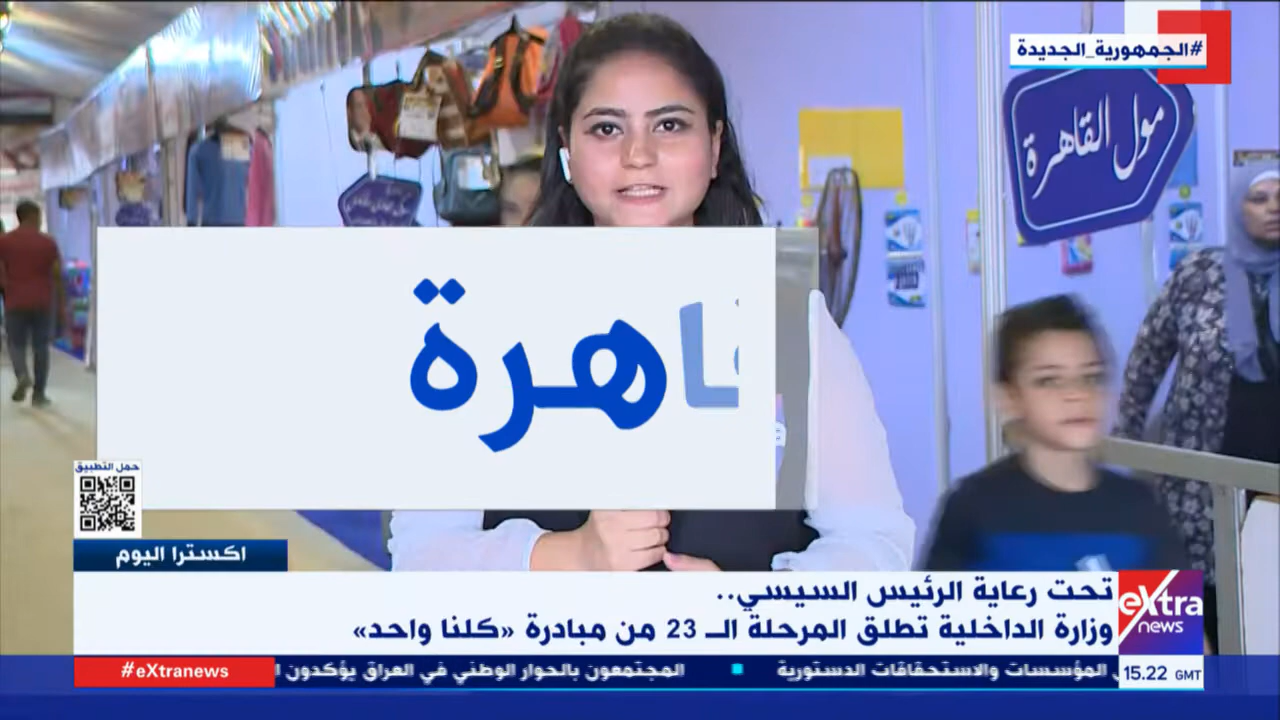 #الجمهورية_الجديدة
مول القاهرة
اهرة
حمل التطبيق
اكسترا اليوم
تحت رعاية الرئيس السيسي..
وزارة الداخلية تطلق المرحلة الـ 23 من مبادرة «كلنا واحد»
eXtra
news
#eXtranews
المؤسسات والاستحقاقات الدستورية
المجتمعون بالحوار الوطني في العراق يؤكدون
15.22 GMT